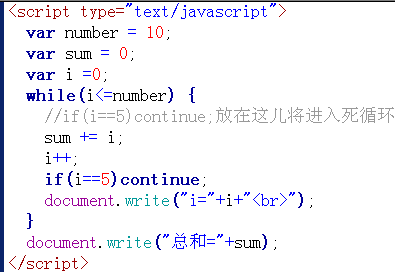 <script type="text/javascript">
var number = 10;
var sum = 0;
var i =0;
while(i<=number) {
//if(i==5)continue;放在这儿将进入死循环
sum += i;
i++;
if(i==5)continue;
document.write("i="+i+"<br>");
}
document.write("总和="+sum);
</script>